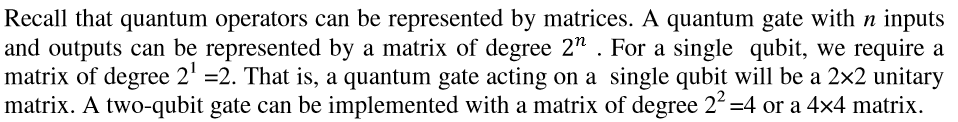 Recall that quantum operators can be represented by matrices. A quantum gate with n inputs
and outputs can be represented by a matrix of degree 2ⁿ . For a single qubit, we require a
matrix of degree 2¹ =2. That is, a quantum gate acting on a single qubit will be a 2×2 unitary
matrix. A two-qubit gate can be implemented with a matrix of degree 2² =4 or a 4×4 matrix.